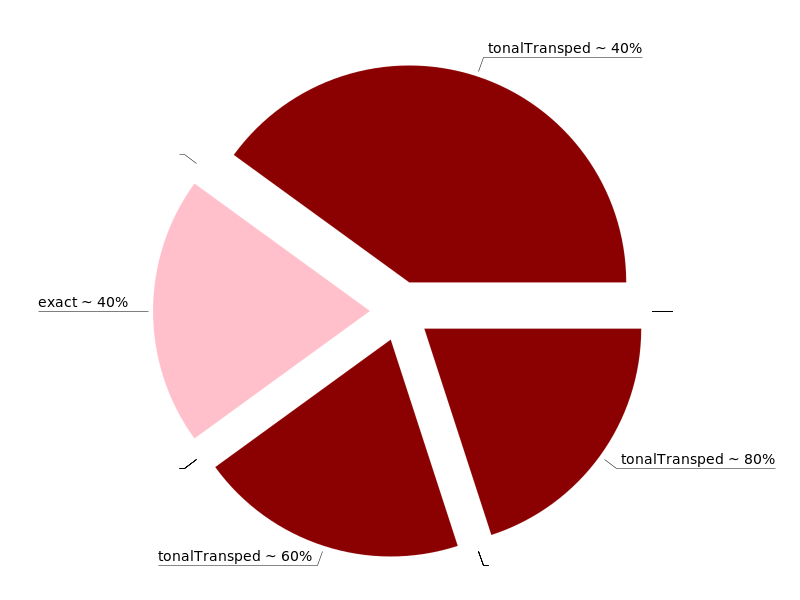 tonalTransped ~ 40%
exact ~ 40%
tonalTransped ~ 80%
tonalTransped ~ 60%